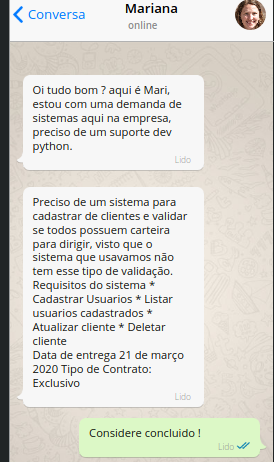 Conversa
Mariana
online
Oi tudo bom ? aqui é Mari,
estou com uma demanda de
sistemas aqui na empresa,
preciso de um suporte dev
python.
Lido
Preciso de um sistema para
cadastrar de clientes e validar
se todos possuem carteira
para dirigir, visto que o
sistema que usavamos não
tem esse tipo de validação.
Requisitos do sistema *
Cadastrar Usuarios * Listar
usuarios cadastrados *
Atualizar cliente * Deletar
cliente
Data de entrega 21 de março
2020 Tipo de Contrato:
Exclusivo
Lido
Considere concluido !
Lido